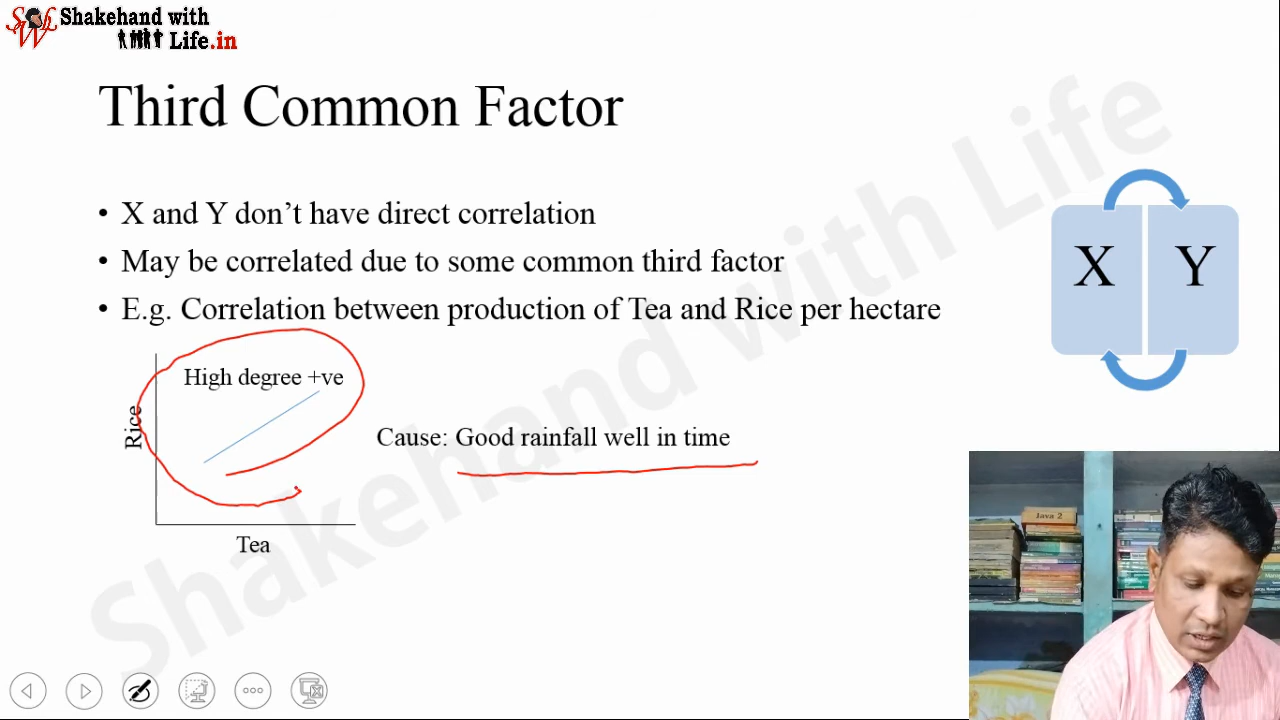 Shakehand with
Life.in
Third Common Factor
• X and Y don’t have direct correlation
• May be correlated due to some common third factor
• E.g. Correlation between production of Tea and Rice per hectare
X Y
High degree +ve
Rice
Cause: Good rainfall well in time
Tea
Shakehand with Life
Java 2